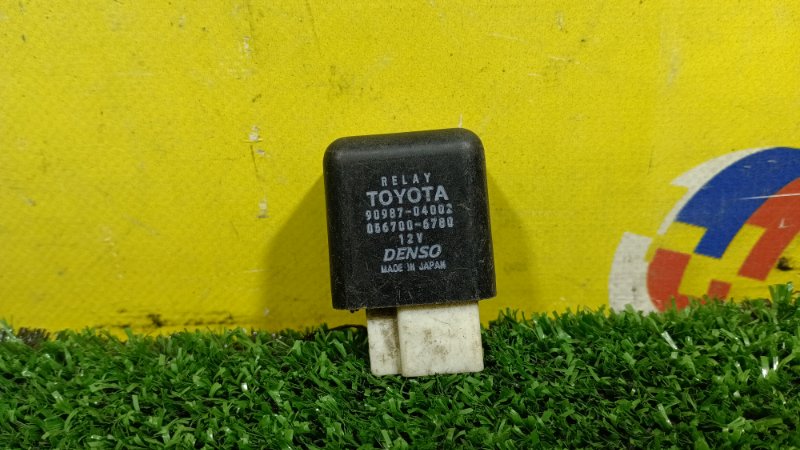 RELAY
TOYOTA
90987-04002
056700-6780
12V
DENSO
MADE IN JAPAN